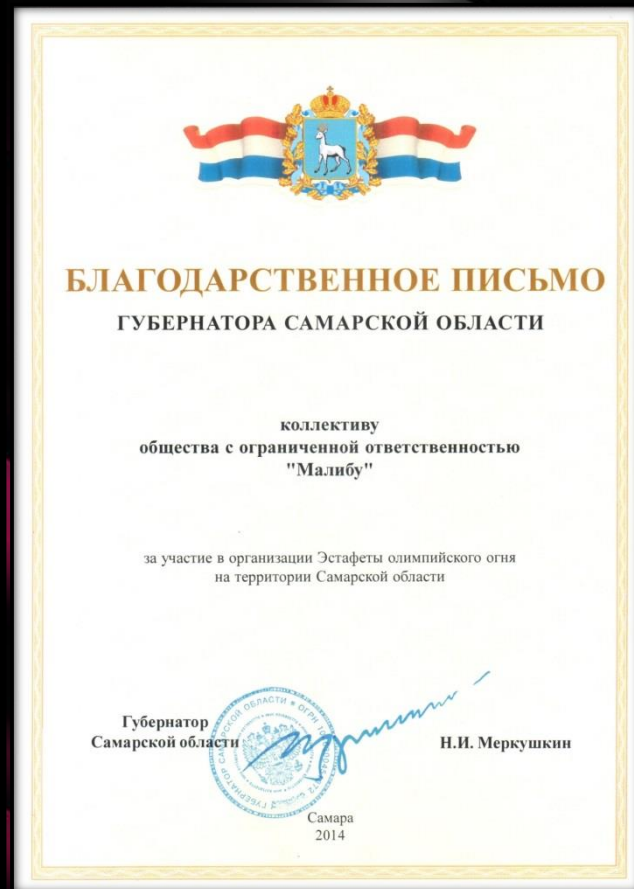 БЛАГОДАРСТВЕННОЕ ПИСЬМО
ГУБЕРНАТОРА САМАРСКОЙ ОБЛАСТИ
коллективу
общества с ограниченной ответственностью
"Малибу"
за участие в организации Эстафеты олимпийского огня
на территории Самарской области
Губернатор
Самарской области
Н.И. Меркушкин
Самара
2014